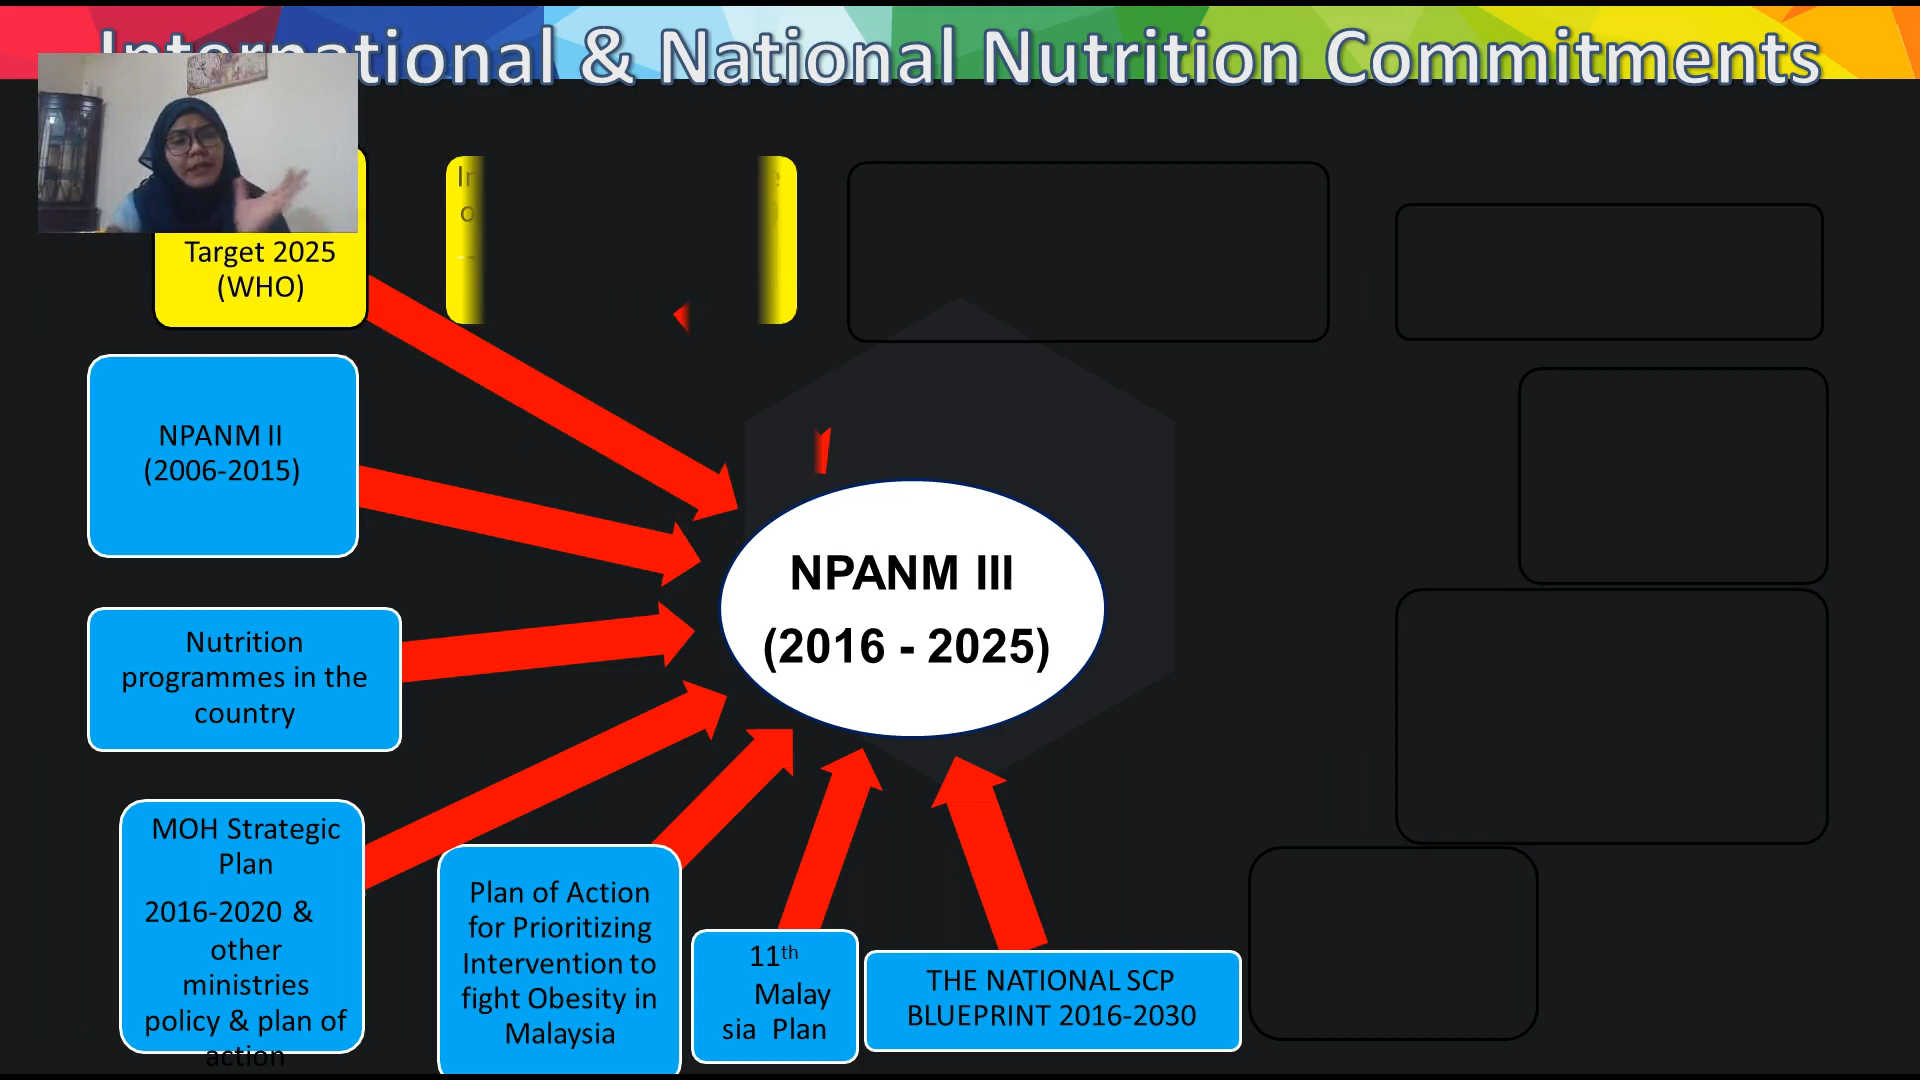 International & National Nutrition Commitments
Target 2025
(WHO)
NPANM II
(2006-2015)
Nutrition
programmes in the
country
MOH Strategic
Plan
2016-2020 &
other
ministries
policy & plan of
action
Plan of Action
for Prioritizing
Intervention to
fight Obesity in
Malaysia
11th
Malay
sia Plan
THE NATIONAL SCP
BLUEPRINT 2016-2030
NPANM III
(2016 - 2025)